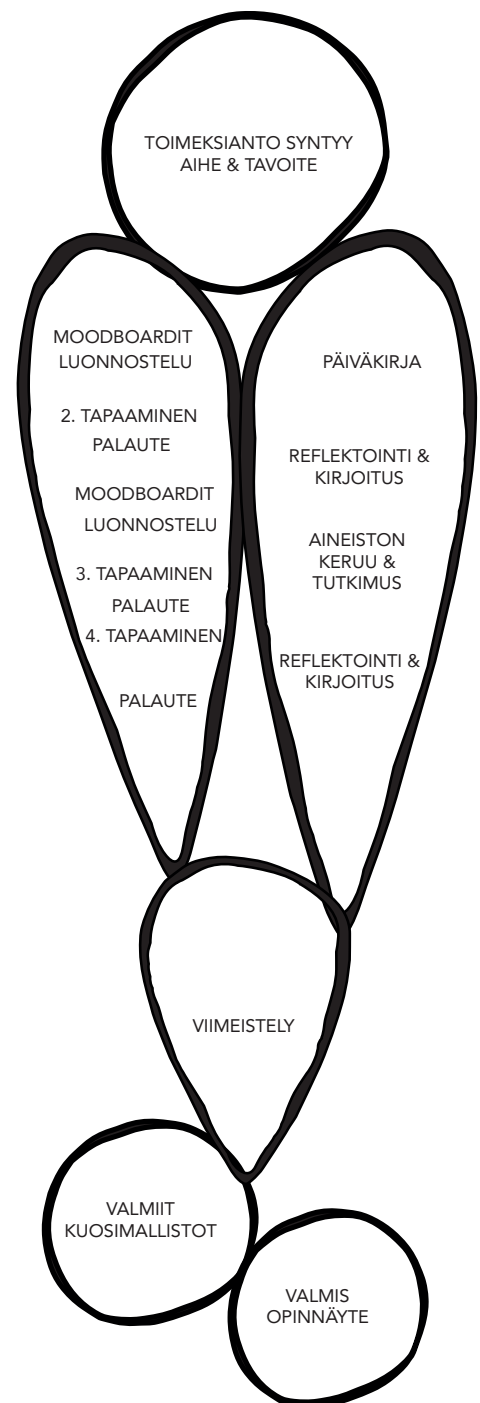 TOIMEKSIANTO SYNTYY
AIHE & TAVOITE
MOODBOARDIT
LUONNOSTELU
2. TAPAAMINEN
PALAUTE
MOODBOARDIT
LUONNOSTELU
3. TAPAAMINEN
PALAUTE
4. TAPAAMINEN
PALAUTE
PÄIVÄKIRJA
REFLEKTOINTI &
KIRJOITUS
AINEISTON
KERUU &
TUTKIMUS
REFLEKTOINTI &
KIRJOITUS
VIIMEISTELY
VALMIIT
KUOSIMALLISTOT
VALMIS
OPINNÄYTE